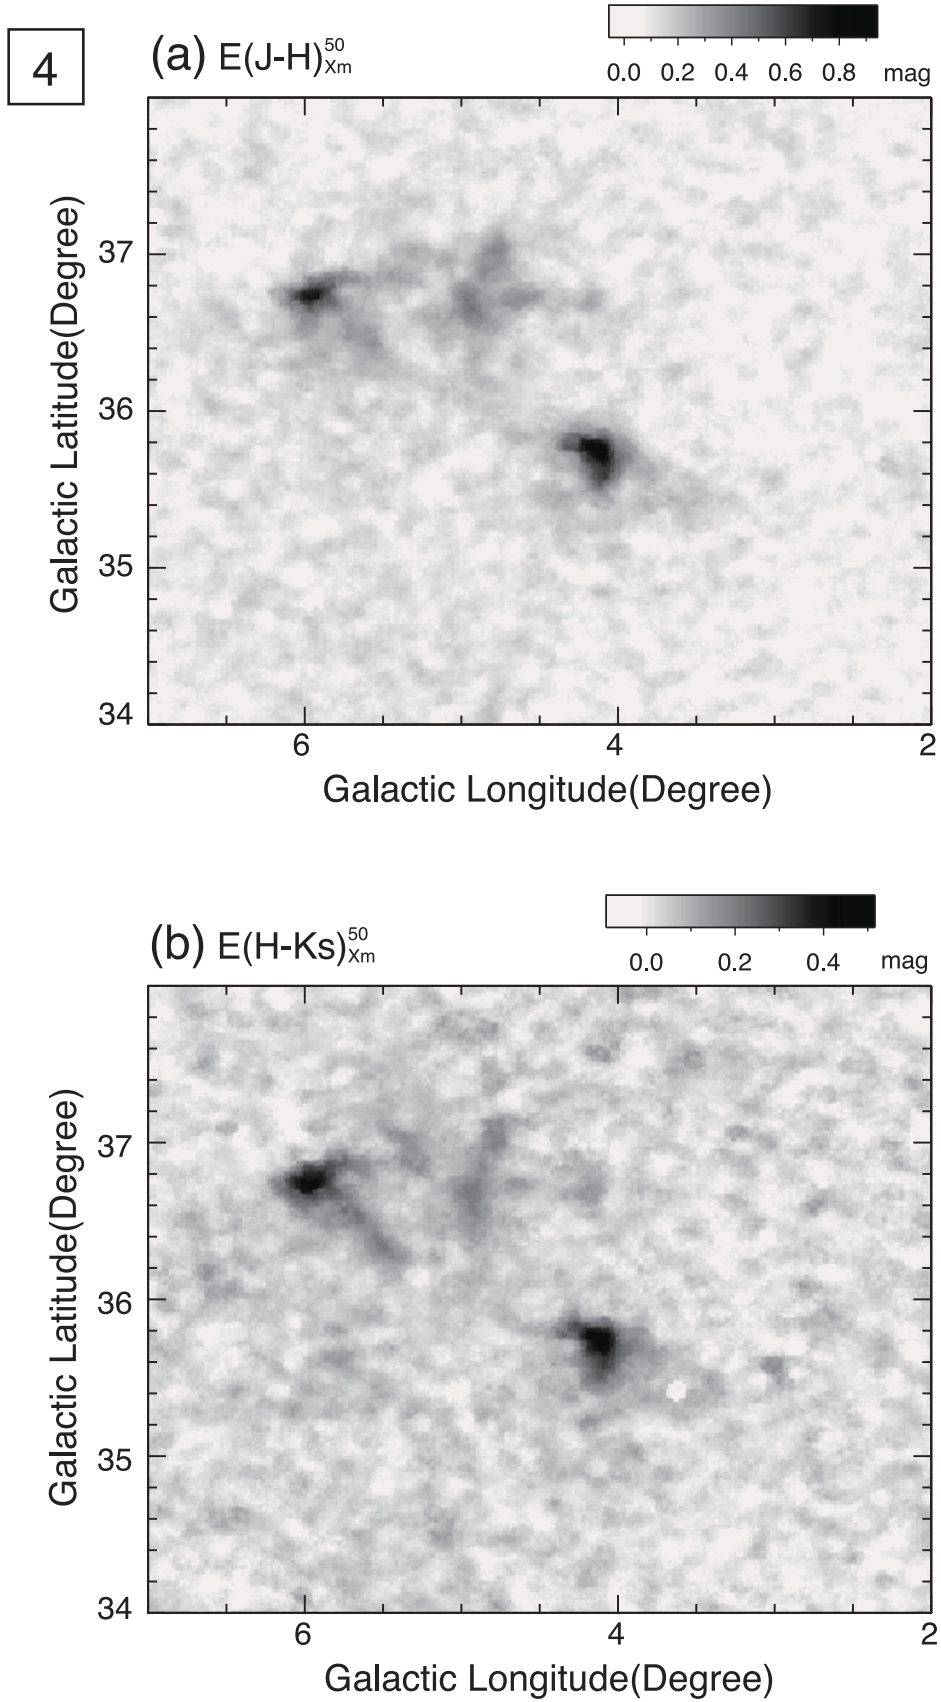 4
(a) E(J-H)50Xm
0.0 0.2 0.4 0.6 0.8 mag
37
36
35
34
6 4 2
Galactic Latitude(Degree)
Galactic Longitude(Degree)
(b) E(H-Ks)50Xm
0.0 0.2 0.4 mag
37
36
35
34
6 4 2
Galactic Latitude(Degree)
Galactic Longitude(Degree)